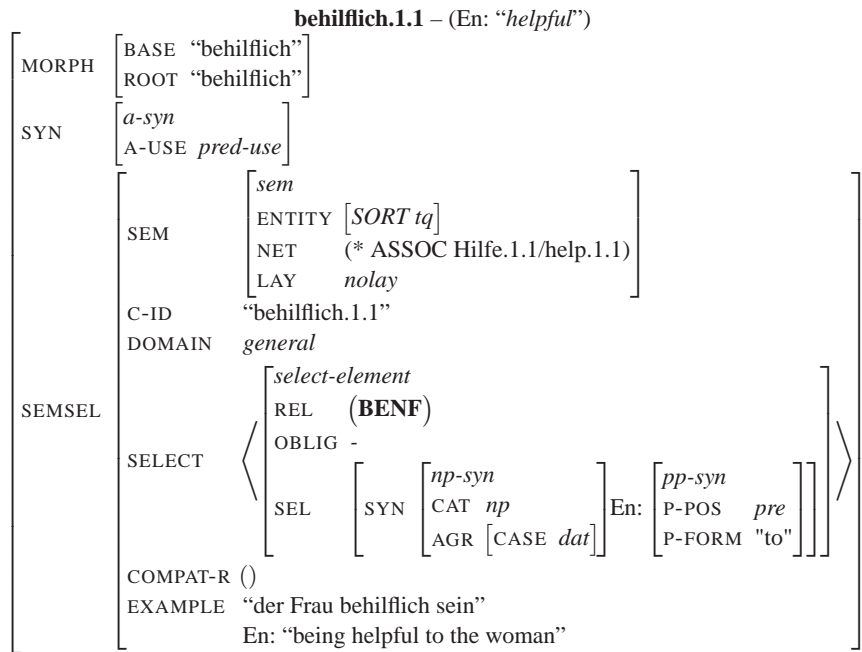 behilflich.1.1 – (En: “helpful”)
MORPH BASE “behilflich”
ROOT “behilflich”
SYN a-syn
A-USE pred-use
SEMSEL
SEM sem
ENTITY [SORT tq]
NET (* ASSOC Hilfe.1.1/help.1.1)
LAY nolay
C-ID “behilflich.1.1”
DOMAIN general
SELECT select-element
REL (BENF)
OBLIG -
SEL [SYN [np-syn
CAT np
AGR [CASE dat]] En: [pp-syn
P-POS pre
P-FORM "to"]]
COMPAT-R ()
EXAMPLE “der Frau behilflich sein”
En: “being helpful to the woman”